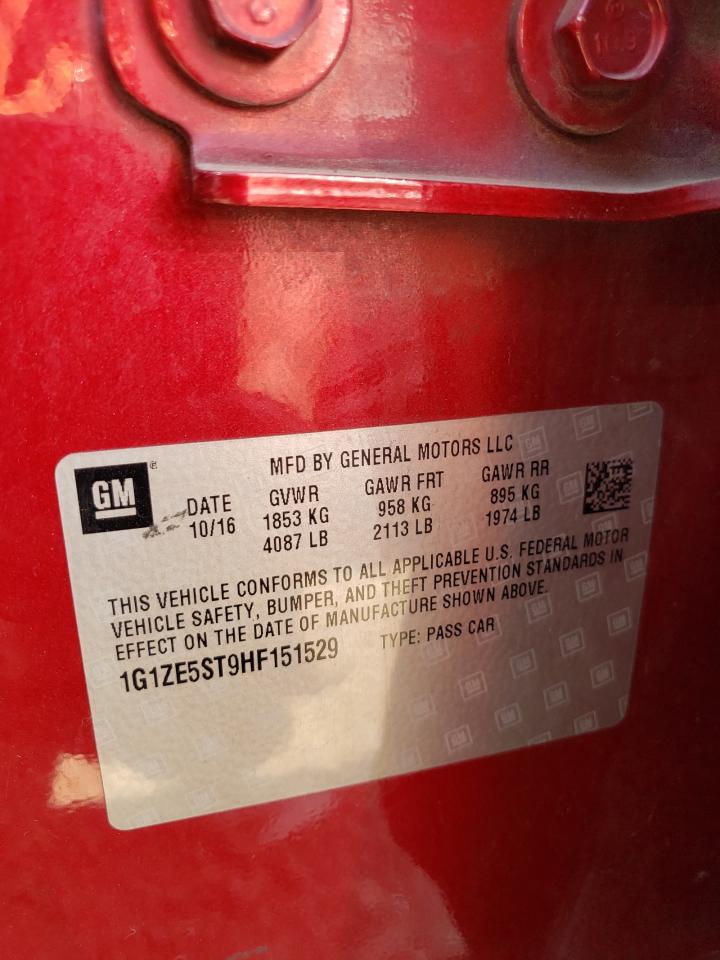 10.9
GM
MFD BY GENERAL MOTORS LLC
DATE GVWR GAWR FRT GAWR RR
10/16 1853 KG 958 KG 895 KG
4087 LB 2113 LB 1974 LB
THIS VEHICLE CONFORMS TO ALL APPLICABLE U.S. FEDERAL MOTOR
VEHICLE SAFETY, BUMPER, AND THEFT PREVENTION STANDARDS IN
EFFECT ON THE DATE OF MANUFACTURE SHOWN ABOVE.
1G1ZE5ST9HF151529 TYPE: PASS CAR